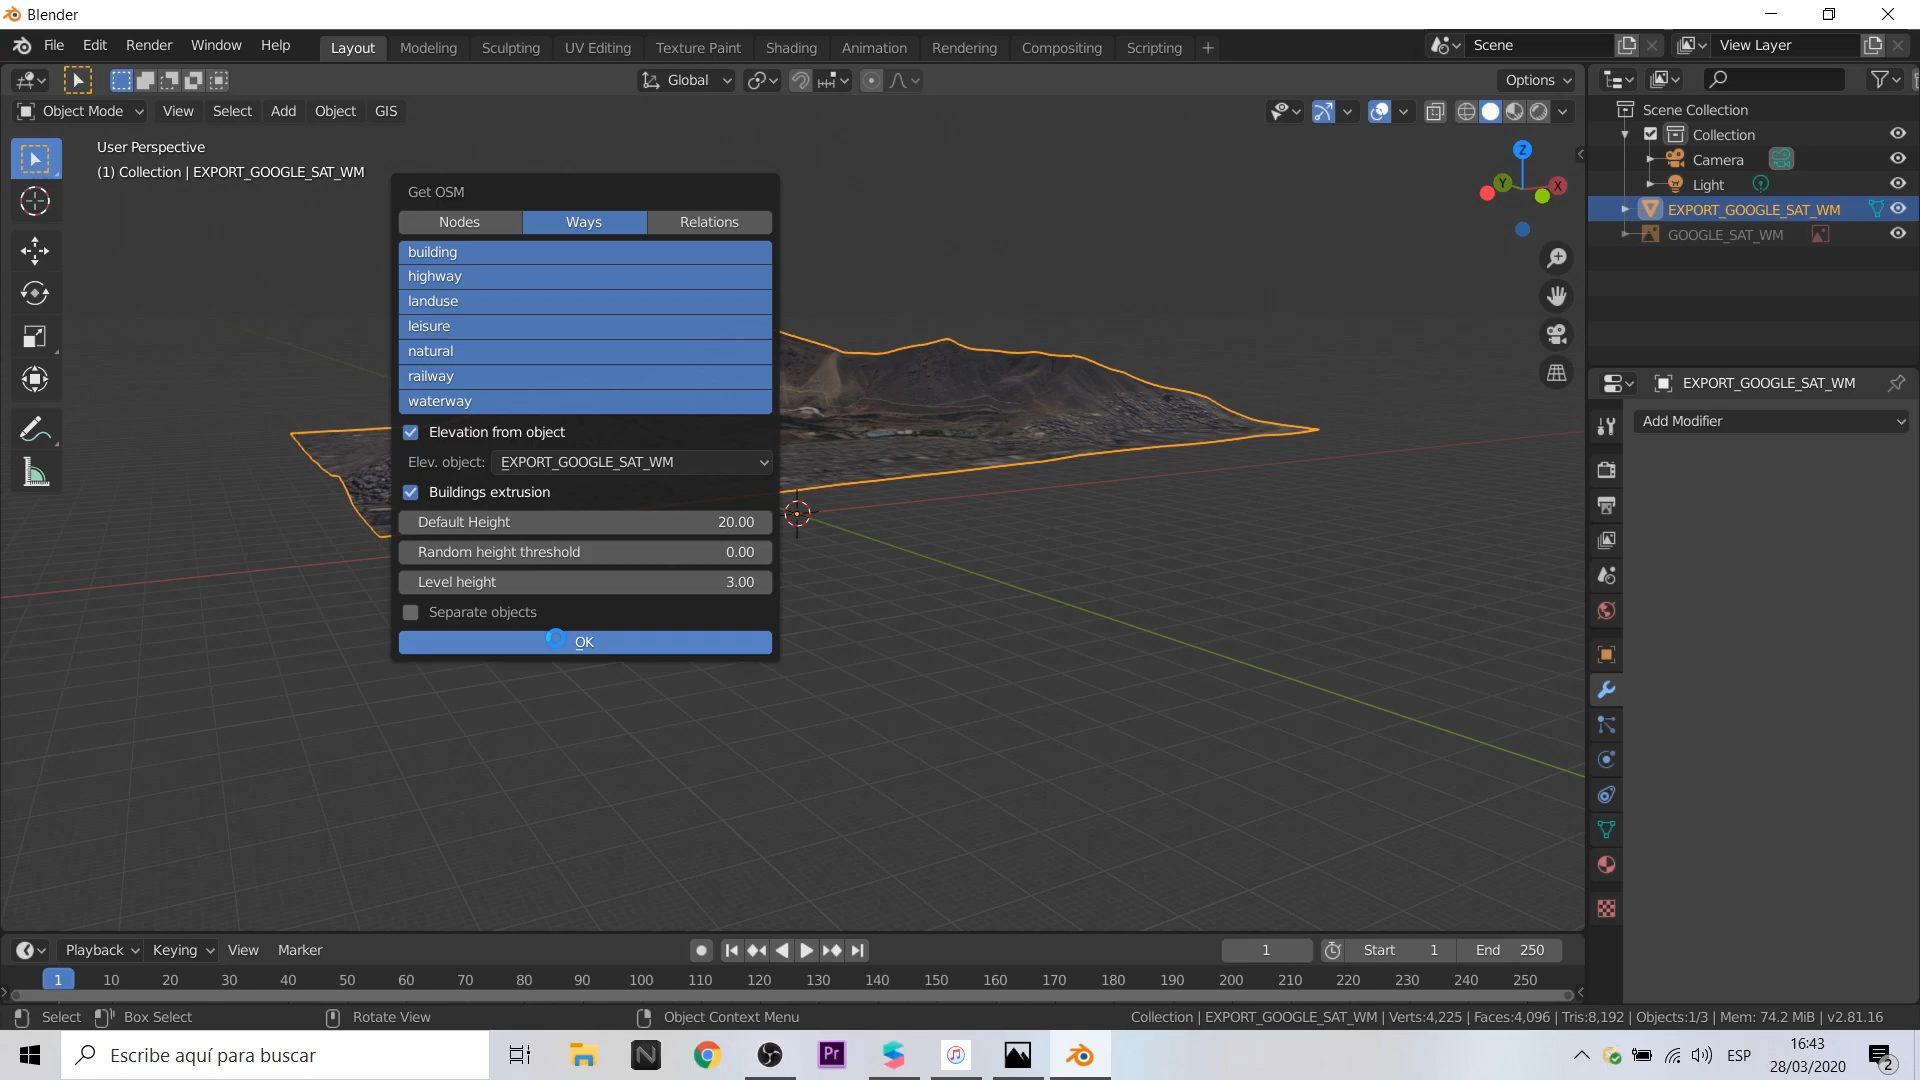 Blender
File Edit Render Window Help Layout Modeling Sculpting UV Editing Texture Paint Shading Animation Rendering Compositing Scripting + Scene View Layer
Global Options
Object Mode View Select Add Object GIS
User Perspective
(1) Collection | EXPORT_GOOGLE_SAT_WM
Z
Y
X
Get OSM
Nodes Ways Relations
building
highway
landuse
leisure
natural
railway
waterway
Elevation from object
Elev. object: EXPORT_GOOGLE_SAT_WM
Buildings extrusion
Default Height 20.00
Random height threshold 0.00
Level height 3.00
Separate objects
OK
Scene Collection
Collection
Camera
Light
EXPORT_GOOGLE_SAT_WM
GOOGLE_SAT_WM
EXPORT_GOOGLE_SAT_WM
Add Modifier
Playback Keying View Marker 1 Start 1 End 250
1 10 20 30 40 50 60 70 80 90 100 110 120 130 140 150 160 170 180 190 200 210 220 230 240 250
Select Box Select Rotate View Object Context Menu Collection | EXPORT_GOOGLE_SAT_WM | Verts:4,225 | Faces:4,096 | Tris:8,192 | Objects:1/3 | Mem: 74.2 MiB | v2.81.16
Escribe aquí para buscar Pr ESP 16:43
28/03/2020 2